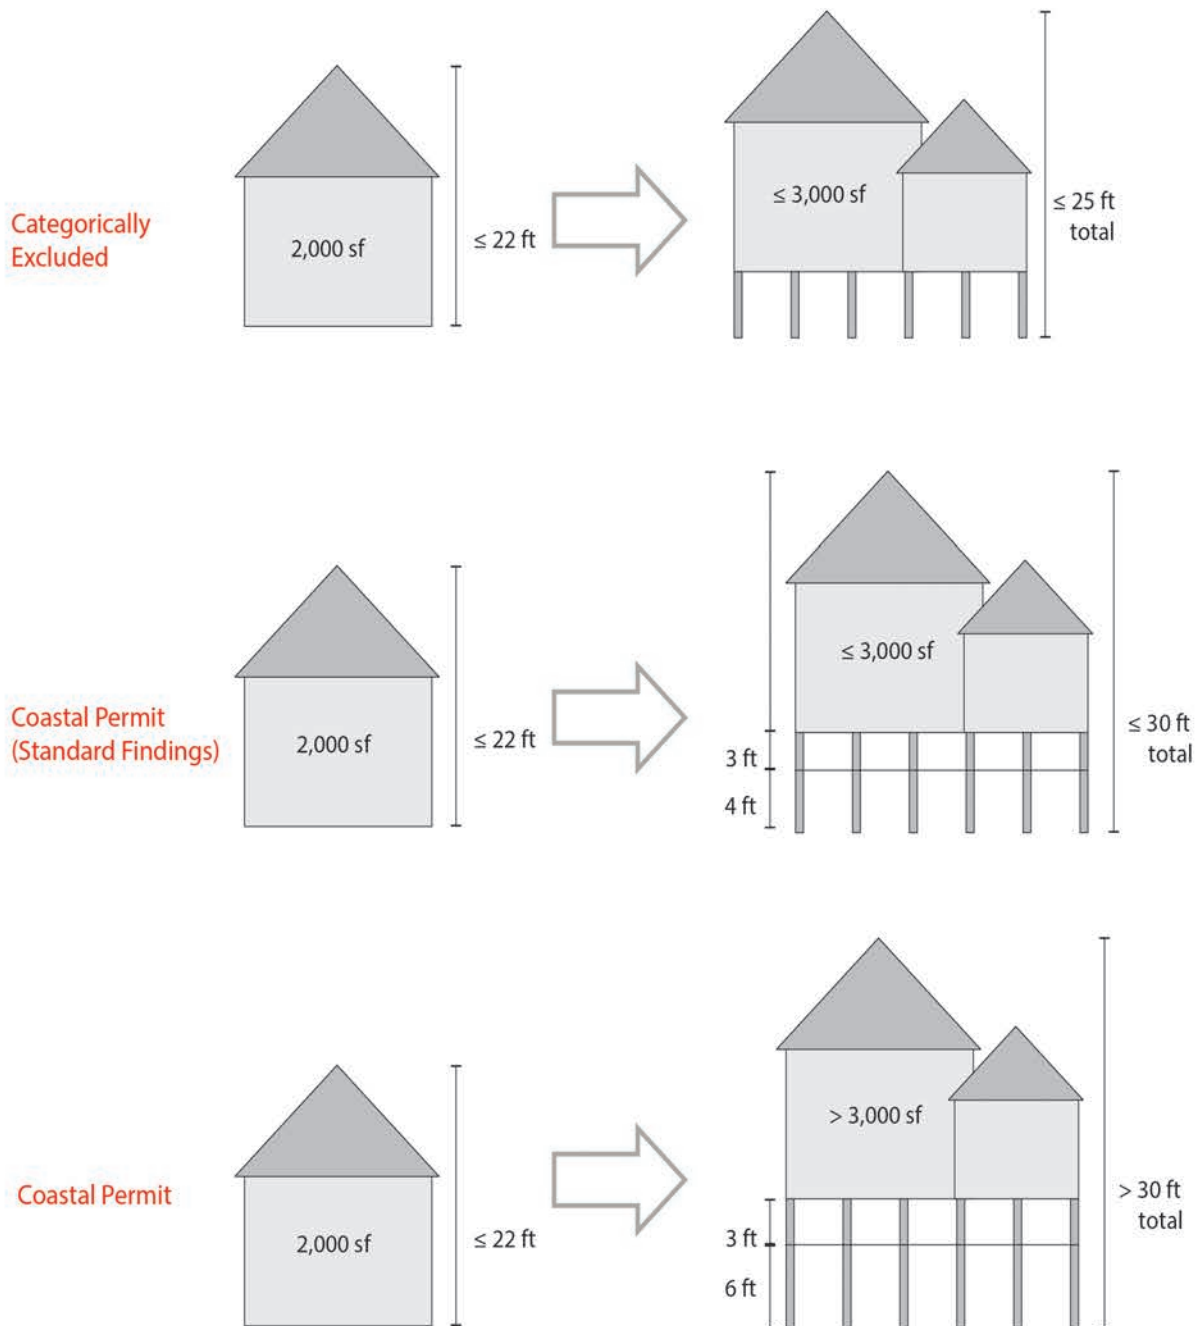 Categorically
Excluded
2,000 sf
≤ 22 ft
≤ 3,000 sf
≤ 25 ft
total
Coastal Permit
(Standard Findings)
2,000 sf
≤ 22 ft
≤ 3,000 sf
3 ft
4 ft
≤ 30 ft
total
Coastal Permit
2,000 sf
≤ 22 ft
> 3,000 sf
3 ft
6 ft
> 30 ft
total